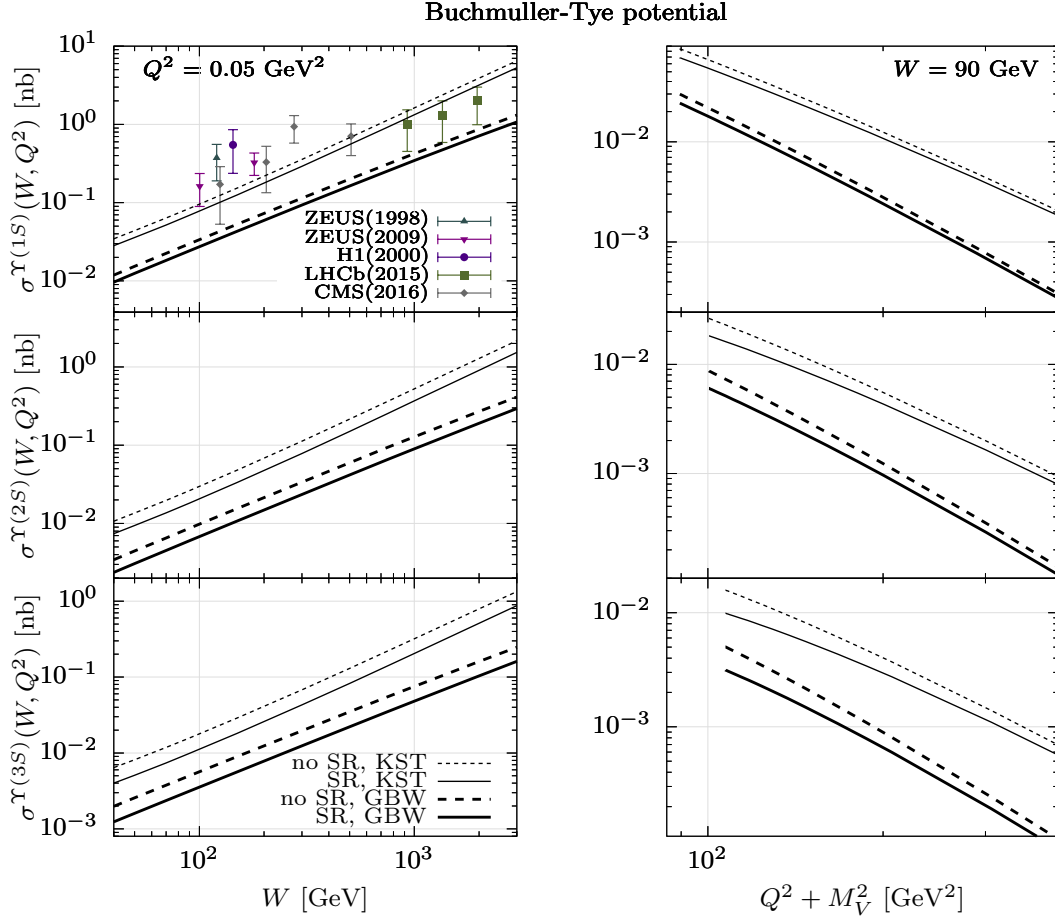 Buchmuller-Tye potential
σ^Υ(1S)(W, Q²) [nb]
10¹
10⁰
10⁻¹
10⁻²
Q² = 0.05 GeV²
ZEUS(1998)
ZEUS(2009)
H1(2000)
LHCb(2015)
CMS(2016)
W = 90 GeV
10⁻²
10⁻³
σ^Υ(2S)(W, Q²) [nb]
10⁰
10⁻¹
10⁻²
10⁻²
10⁻³
σ^Υ(3S)(W, Q²) [nb]
10⁰
10⁻¹
10⁻²
10⁻³
no SR, KST
SR, KST
no SR, GBW
SR, GBW
10⁻²
10⁻³
10² 10³
W [GeV]
10²
Q² + M_V² [GeV²]